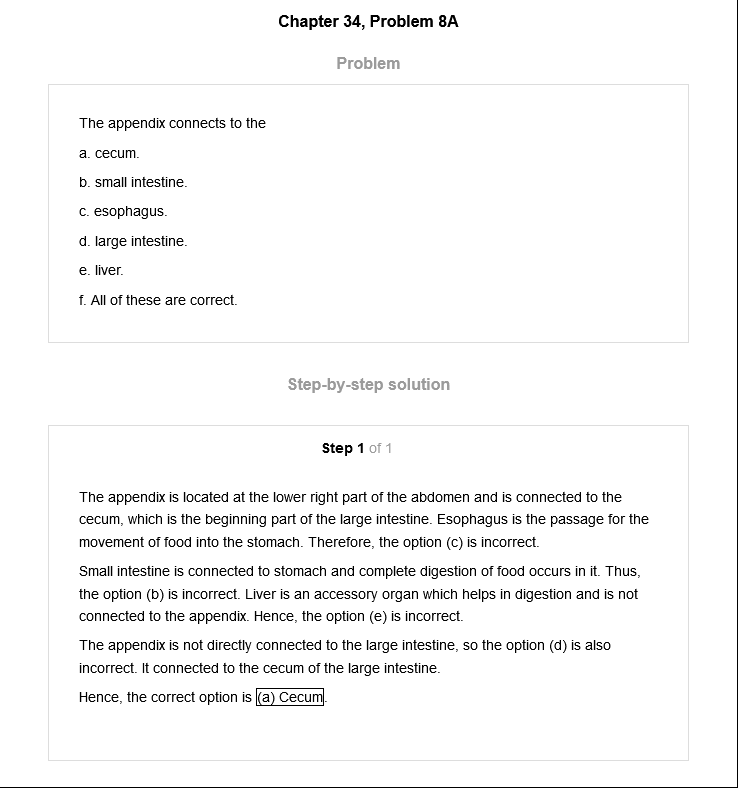 Chapter 34, Problem 8A
Problem
The appendix connects to the
a. cecum.
b. small intestine.
c. esophagus.
d. large intestine.
e. liver.
f. All of these are correct.
Step-by-step solution
Step 1 of 1
The appendix is located at the lower right part of the abdomen and is connected to the
cecum, which is the beginning part of the large intestine. Esophagus is the passage for the
movement of food into the stomach. Therefore, the option (c) is incorrect.
Small intestine is connected to stomach and complete digestion of food occurs in it. Thus,
the option (b) is incorrect. Liver is an accessory organ which helps in digestion and is not
connected to the appendix. Hence, the option (e) is incorrect.
The appendix is not directly connected to the large intestine, so the option (d) is also
incorrect. It connected to the cecum of the large intestine.
Hence, the correct option is (a) Cecum.